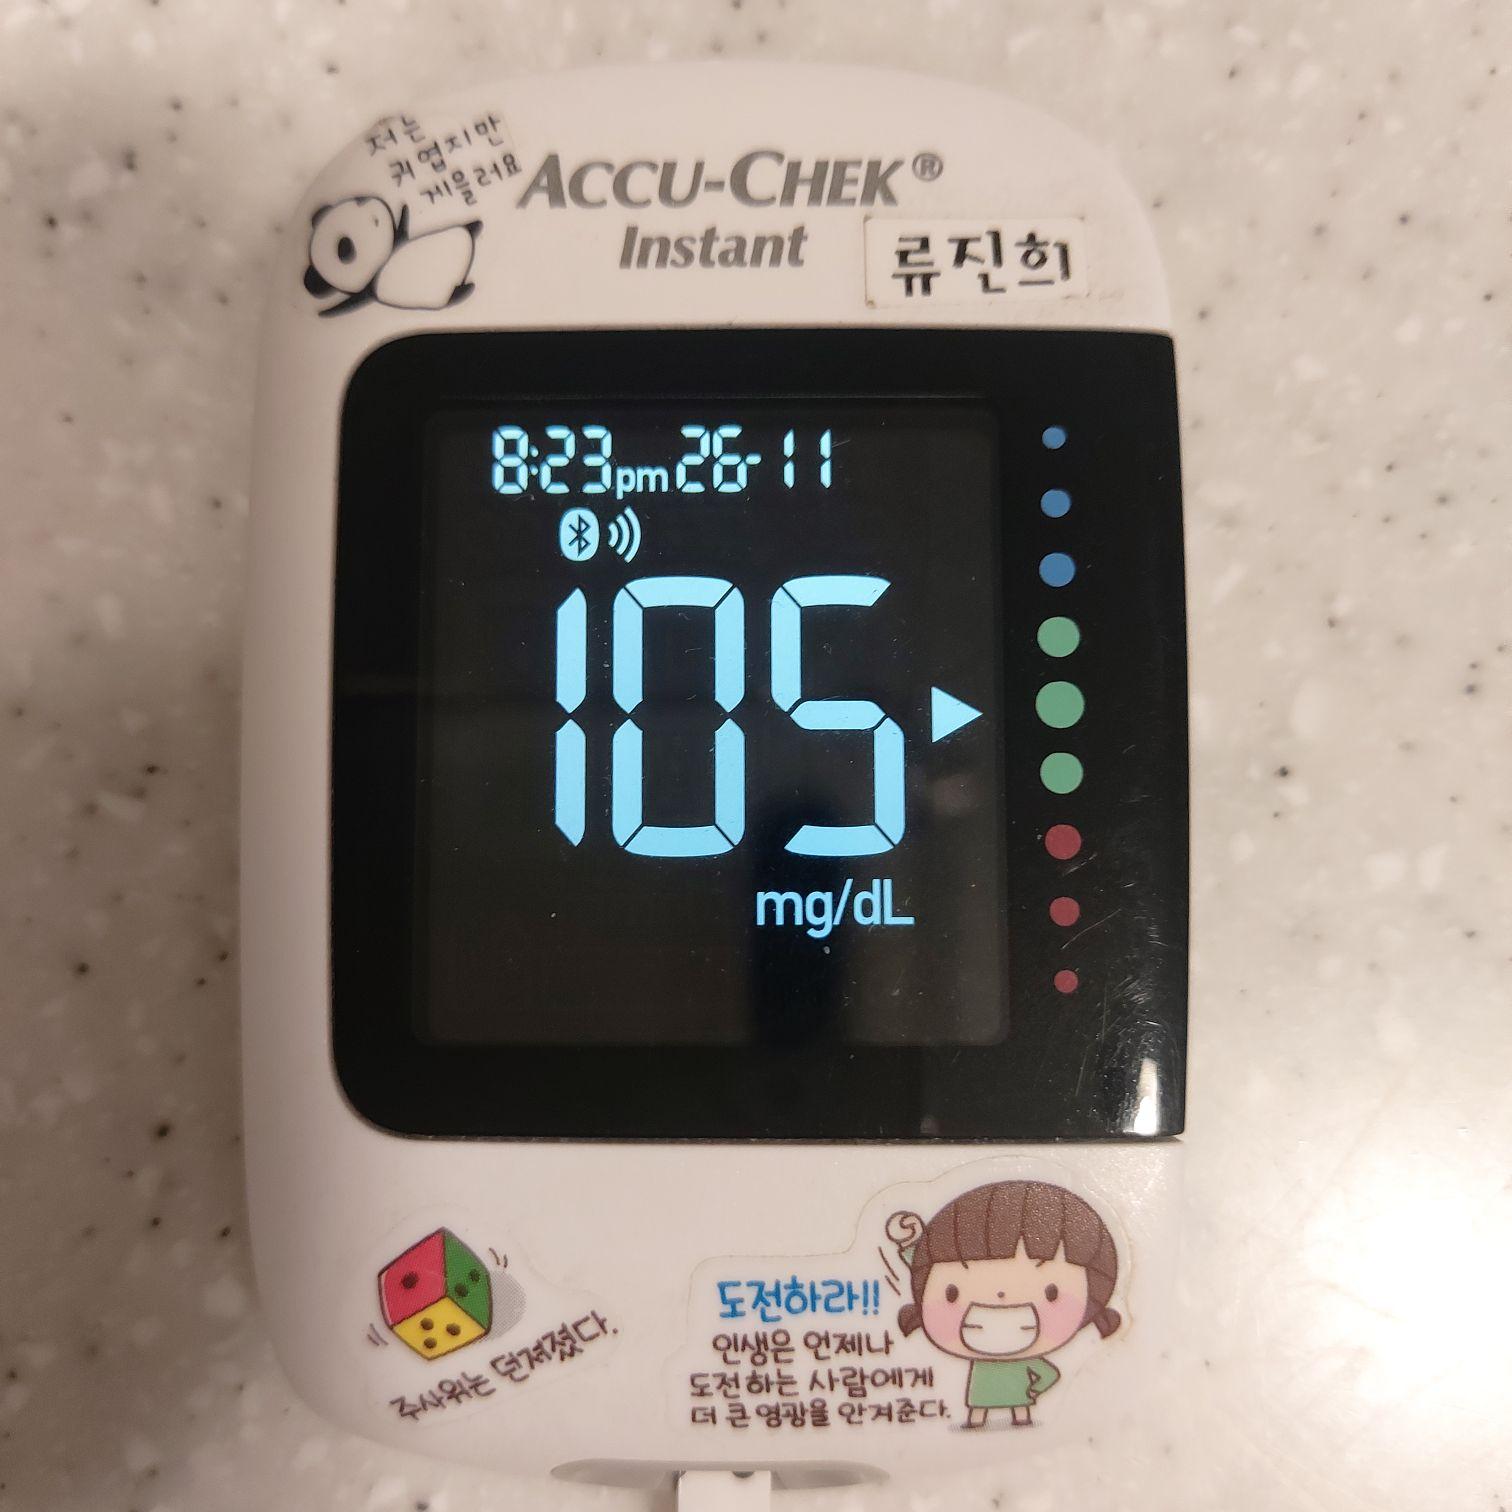 저는
귀엽지만
게을러요
ACCU-CHEK®
Instant
류진희
8:23pm 26-11
105
mg/dL
주사위는 던져졌다.
도전하라!!
인생은 언제나
도전하는 사람에게
더 큰 영광을 안겨준다.